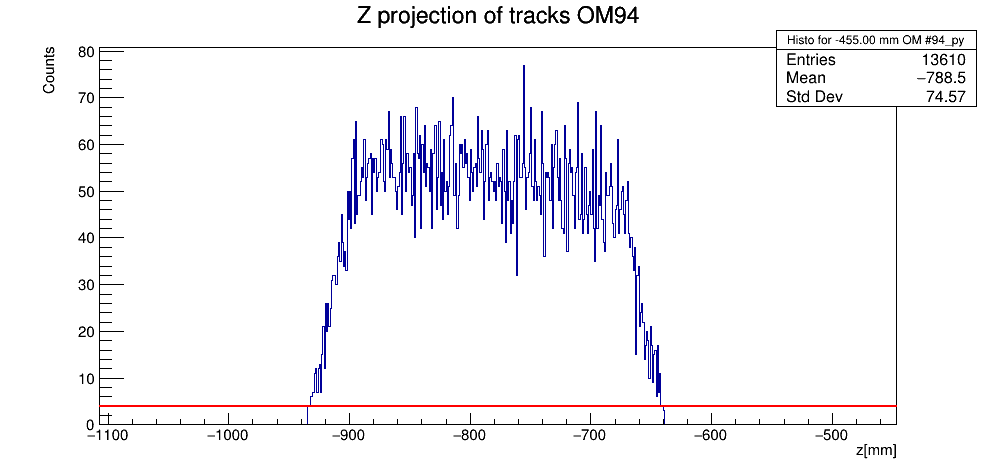 Z projection of tracks OM94
Histo for -455.00 mm OM #94_py
Entries 13610
Mean −788.5
Std Dev 74.57
Counts
80
70
60
50
40
30
20
10
0
−1100 −1000 −900 −800 −700 −600 −500
z[mm]